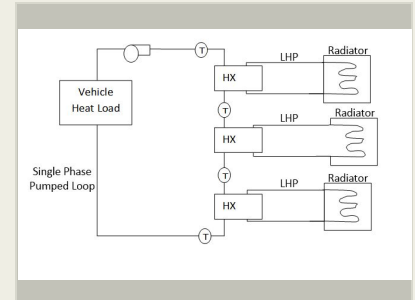 T
LHP
Radiator
HX
Vehicle
Heat Load
T
LHP
Radiator
HX
T
Single Phase
Pumped Loop
LHP
Radiator
HX
T